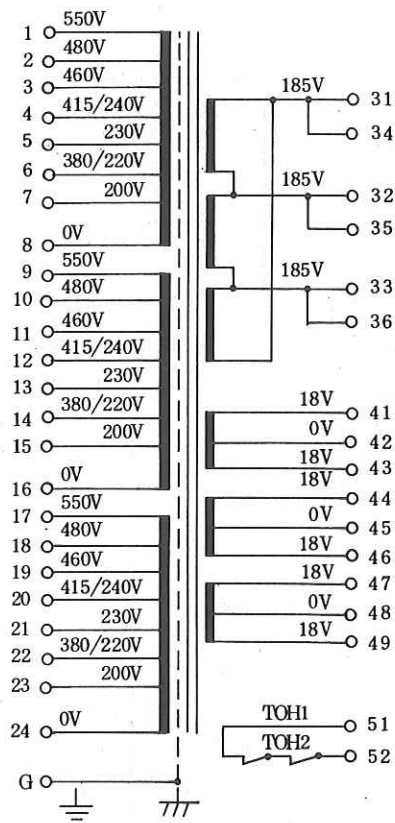 1 550V
2 480V
3 460V
4 415/240V
5 230V
6 380/220V
7 200V
8 0V
9 550V
10 480V
11 460V
12 415/240V
13 230V
14 380/220V
15 200V
16 0V
17 550V
18 480V
19 460V
20 415/240V
21 230V
22 380/220V
23 200V
24 0V
G
185V 31
34
185V 32
35
185V 33
36
18V 41
0V 42
18V 43
18V 44
0V 45
18V 46
18V 47
0V 48
18V 49
TOH1 51
TOH2 52